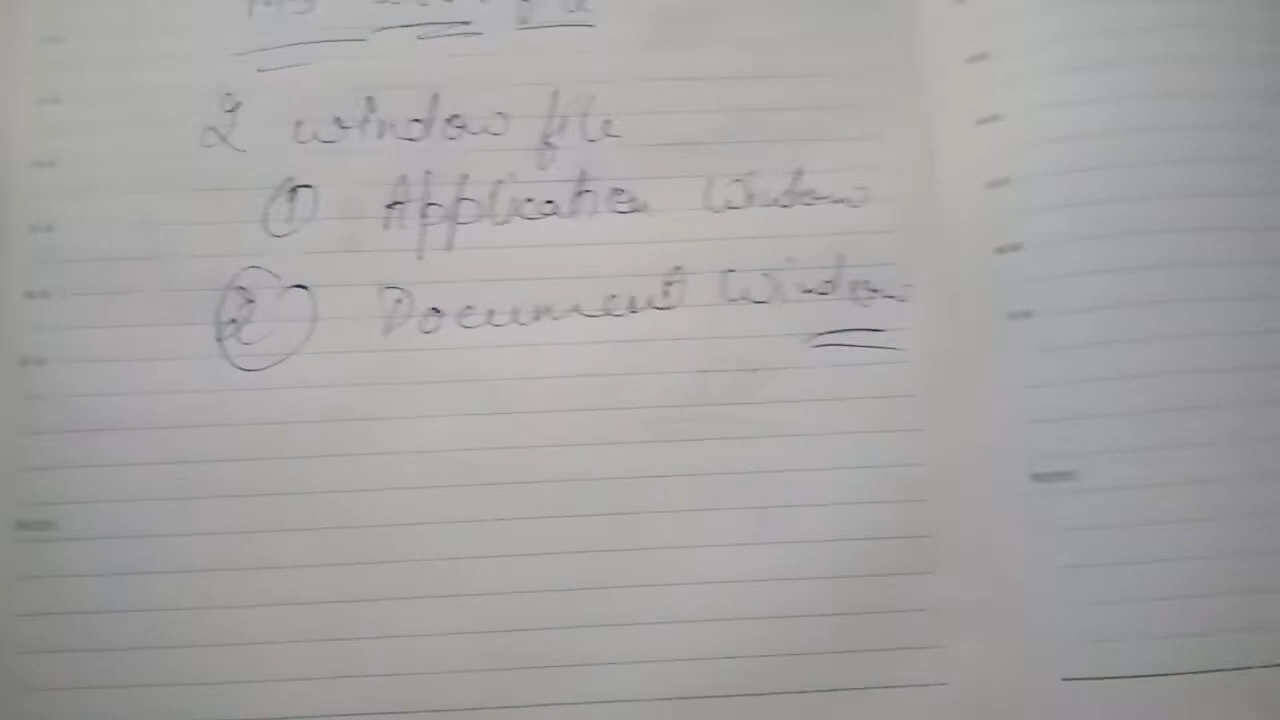 2 window file
① Application Window
② Document Window